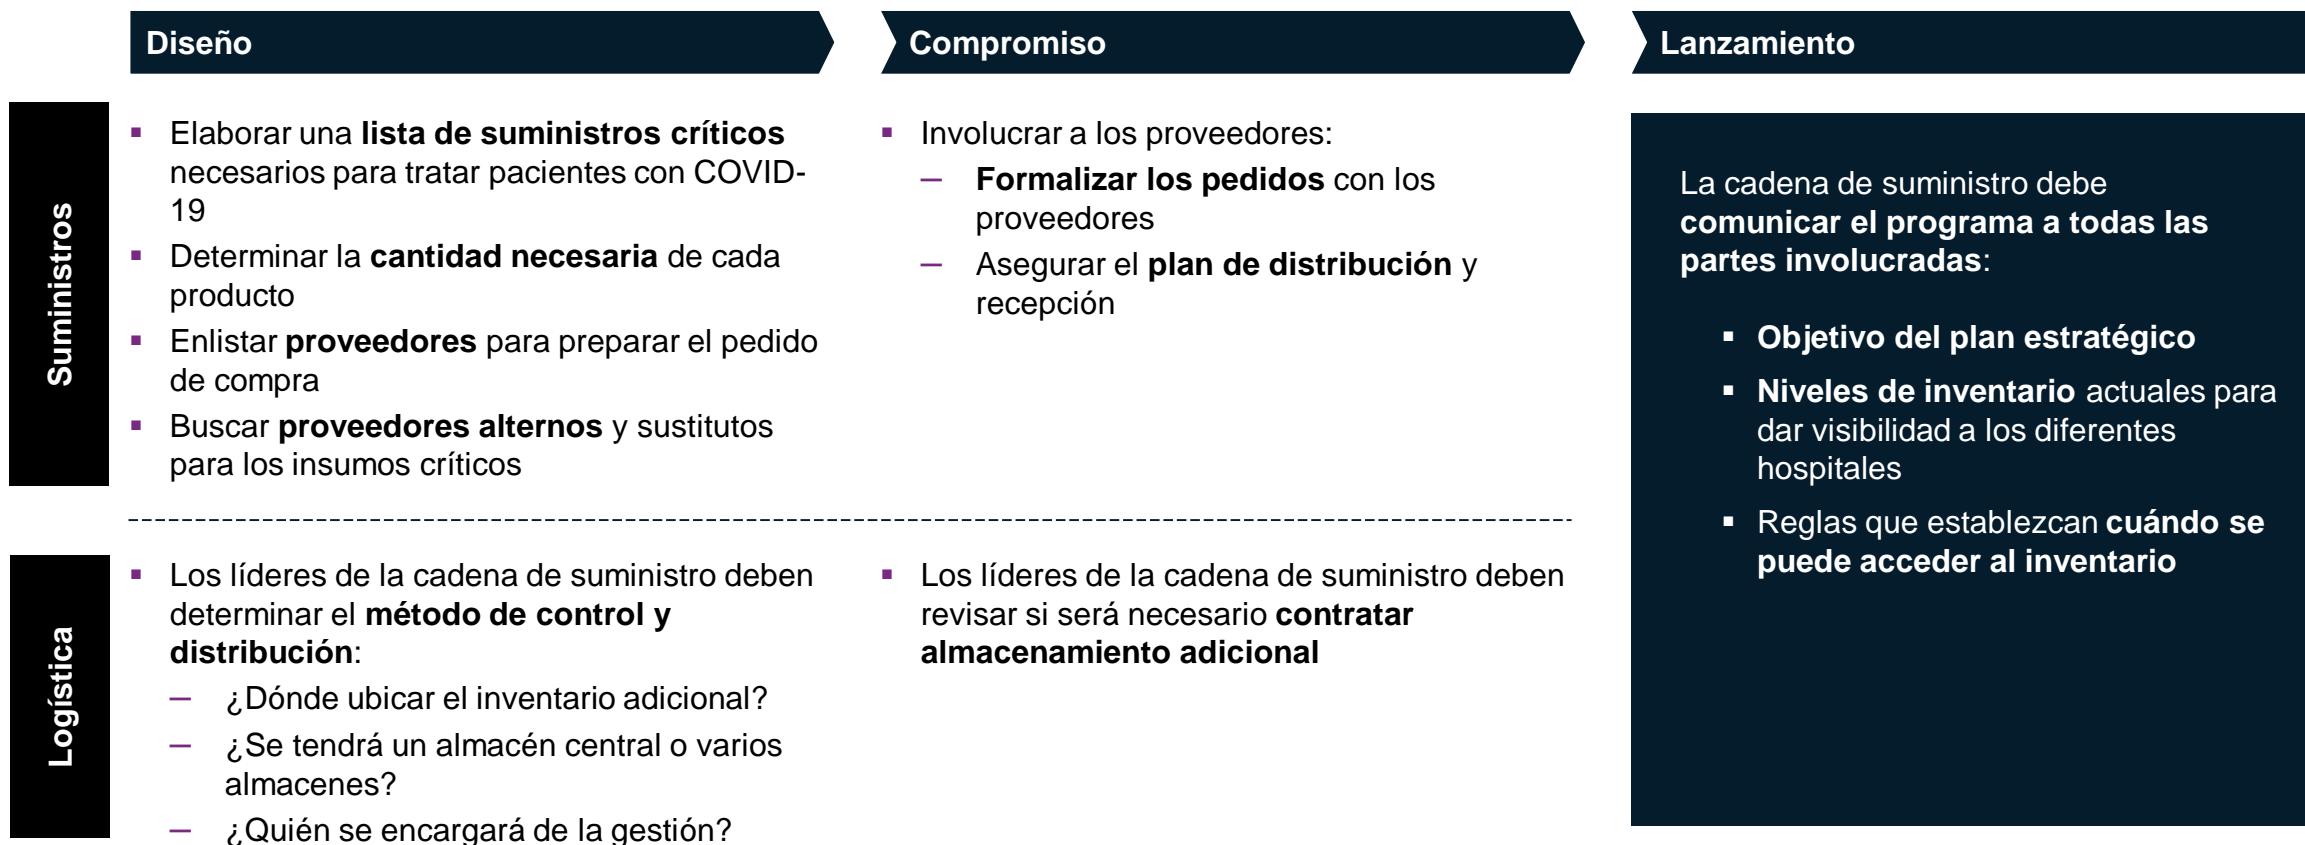 Diseño
Compromiso
Lanzamiento
Suministros
▪ Elaborar una lista de suministros críticos
necesarios para tratar pacientes con COVID-
19
▪ Determinar la cantidad necesaria de cada
producto
▪ Enlistar proveedores para preparar el pedido
de compra
▪ Buscar proveedores alternos y sustitutos
para los insumos críticos
▪ Involucrar a los proveedores:
— Formalizar los pedidos con los
proveedores
— Asegurar el plan de distribución y
recepción
Logística
▪ Los líderes de la cadena de suministro deben
determinar el método de control y
distribución:
— ¿Dónde ubicar el inventario adicional?
— ¿Se tendrá un almacén central o varios
almacenes?
— ¿Quién se encargará de la gestión?
▪ Los líderes de la cadena de suministro deben
revisar si será necesario contratar
almacenamiento adicional
La cadena de suministro debe
comunicar el programa a todas las
partes involucradas:
▪ Objetivo del plan estratégico
▪ Niveles de inventario actuales para
dar visibilidad a los diferentes
hospitales
▪ Reglas que establezcan cuándo se
puede acceder al inventario